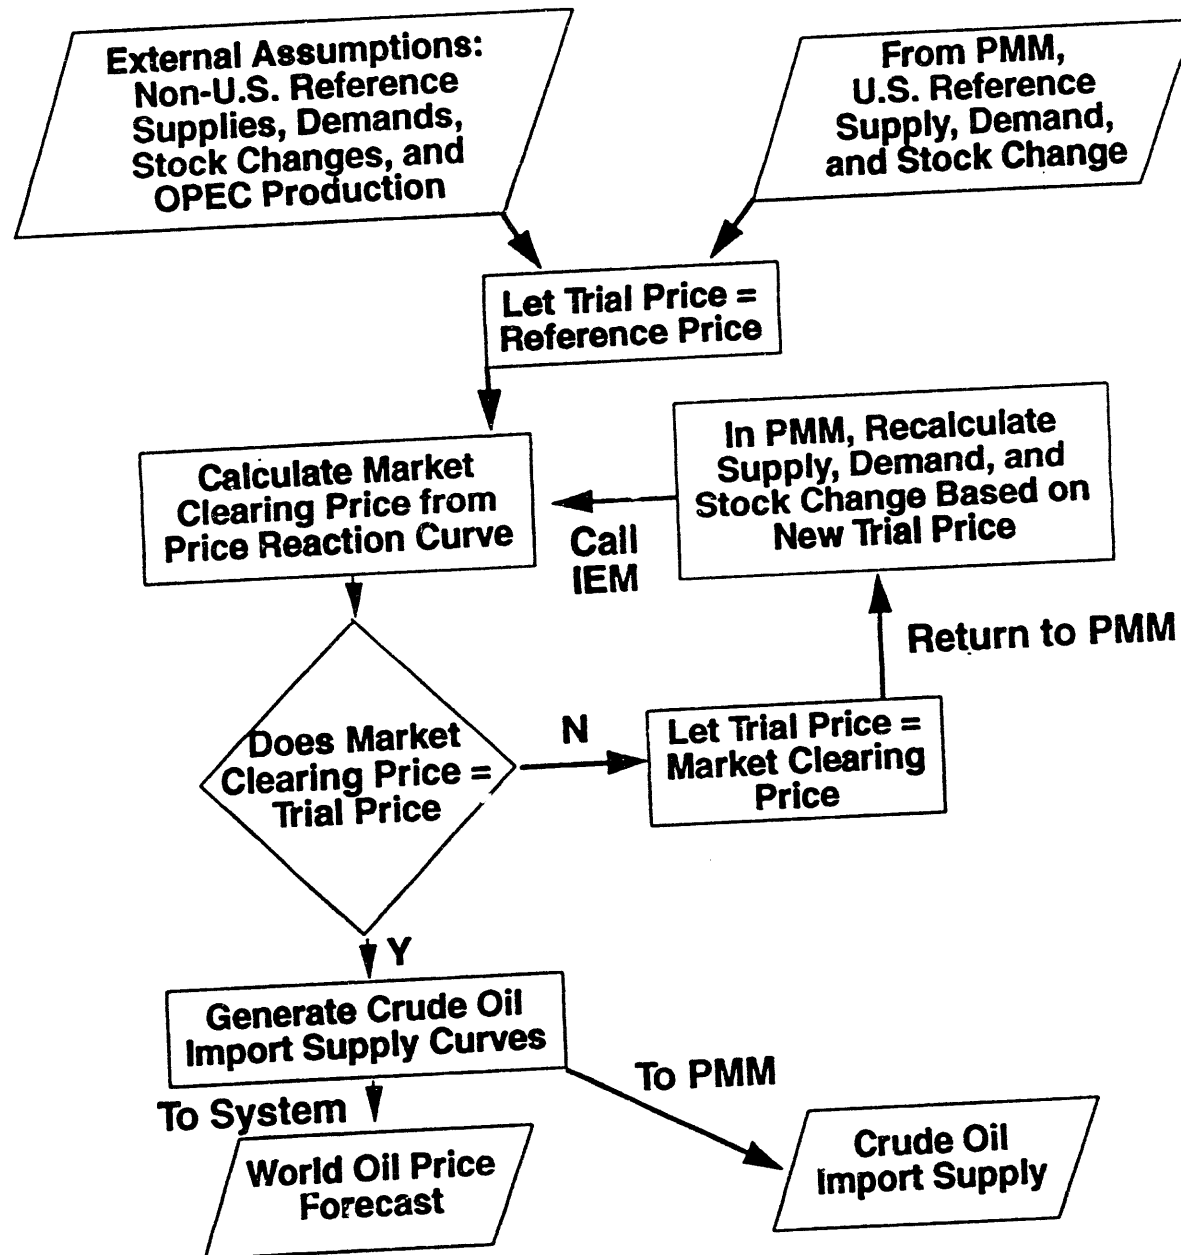 External Assumptions:
Non-U.S. Reference
Supplies, Demands,
Stock Changes, and
OPEC Production
From PMM,
U.S. Reference
Supply, Demand,
and Stock Change
Let Trial Price =
Reference Price
Calculate Market
Clearing Price from
Price Reaction Curve
Call
IEM
In PMM, Recalculate
Supply, Demand, and
Stock Change Based on
New Trial Price
Return to PMM
Does Market
Clearing Price =
Trial Price
N
Let Trial Price =
Market Clearing
Price
Y
Generate Crude Oil
Import Supply Curves
To System
To PMM
World Oil Price
Forecast
Crude Oil
Import Supply